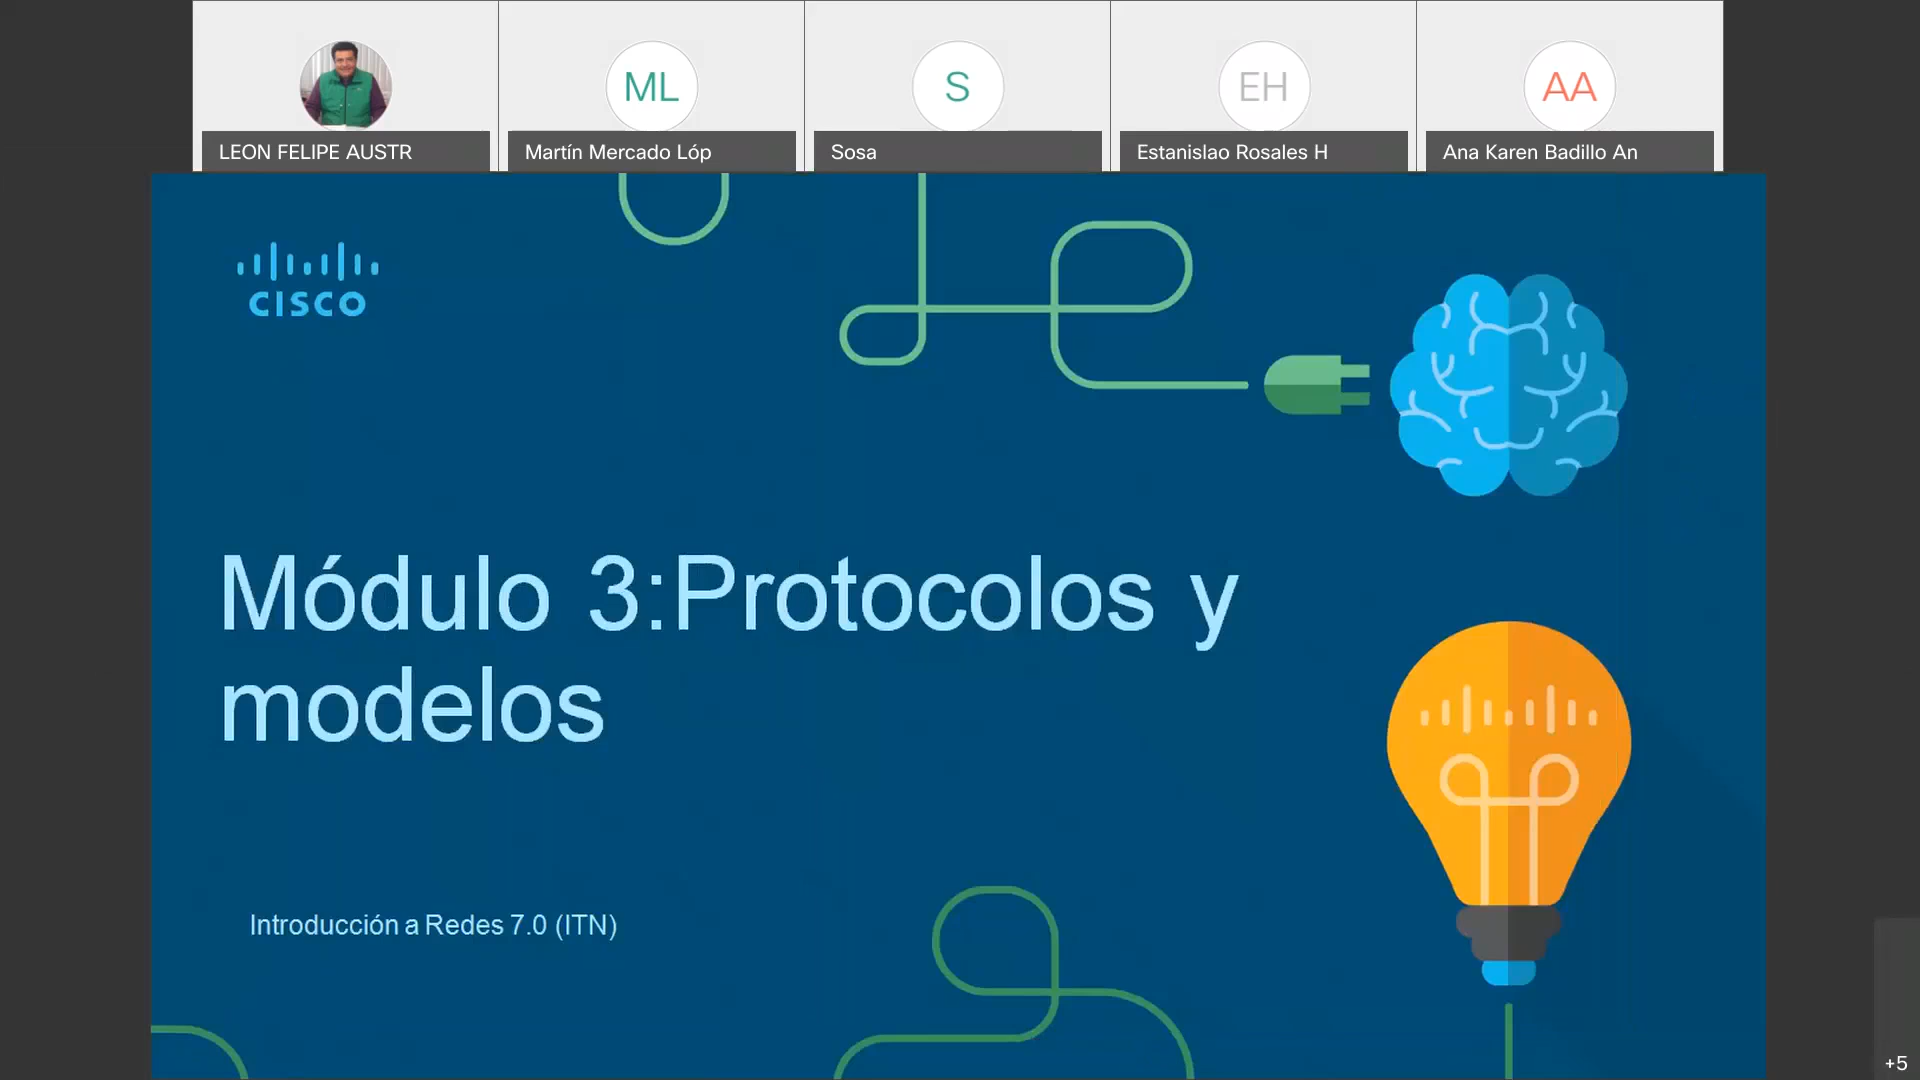 ML
S
EH
AA
LEON FELIPE AUSTR
Martín Mercado Lóp
Sosa
Estanislao Rosales H
Ana Karen Badillo An
CISCO
Módulo 3:Protocolos y
modelos
Introducción a Redes 7.0 (ITN)
+5